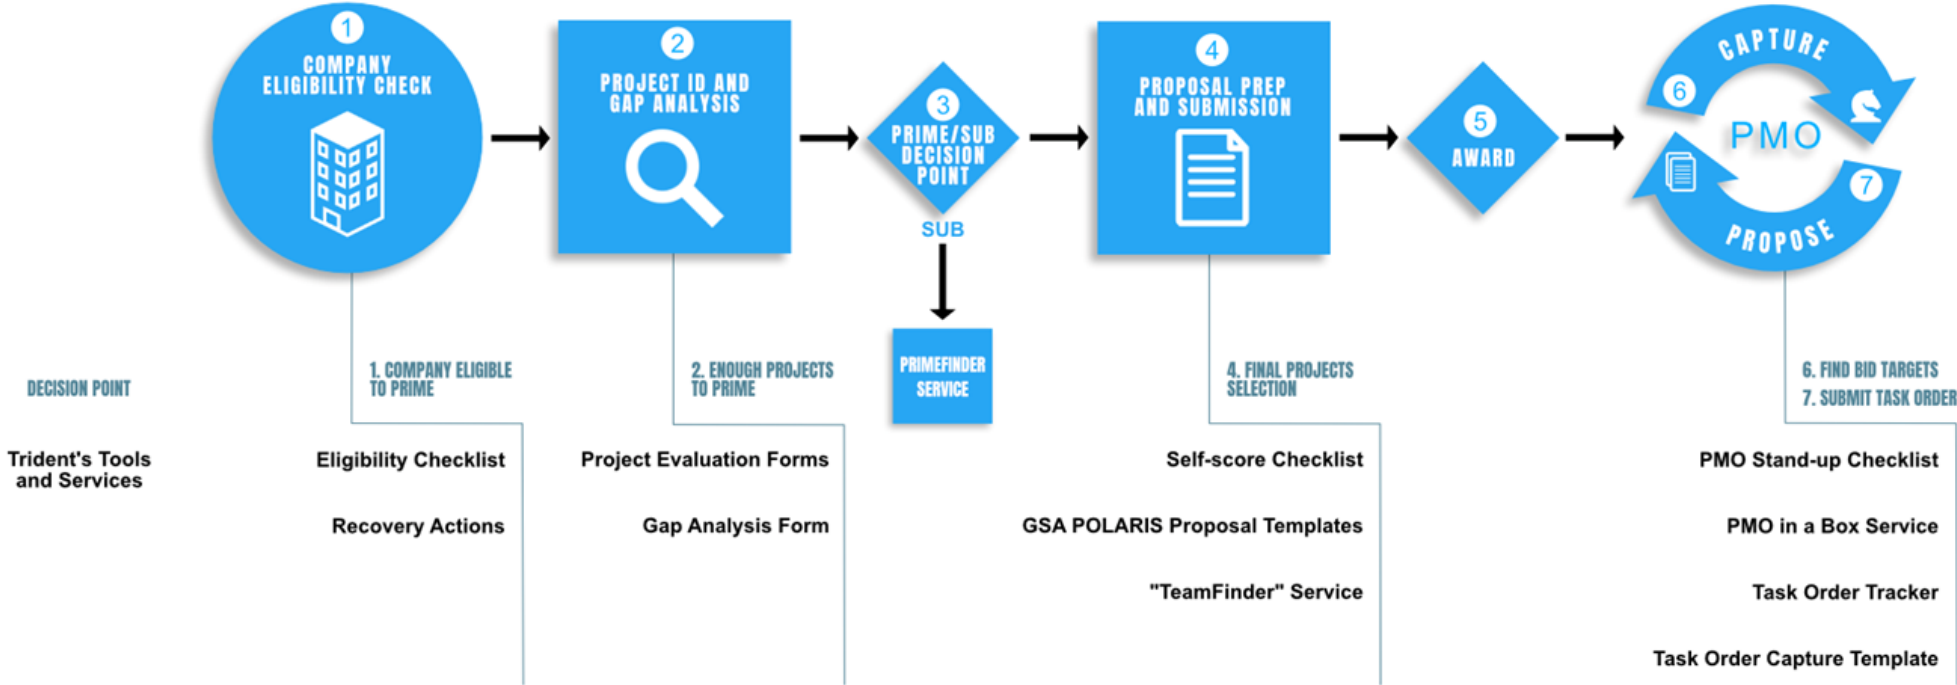 1
COMPANY
ELIGIBILITY CHECK
2
PROJECT ID AND
GAP ANALYSIS
3
PRIME/SUB
DECISION
POINT
SUB
PRIMEFINDER
SERVICE
4
PROPOSAL PREP
AND SUBMISSION
5
AWARD
6
CAPTURE
PMO
7
PROPOSE
DECISION POINT
1. COMPANY ELIGIBLE
TO PRIME
2. ENOUGH PROJECTS
TO PRIME
4. FINAL PROJECTS
SELECTION
6. FIND BID TARGETS
7. SUBMIT TASK ORDER
Trident's Tools
and Services
Eligibility Checklist
Recovery Actions
Project Evaluation Forms
Gap Analysis Form
Self-score Checklist
GSA POLARIS Proposal Templates
"TeamFinder" Service
PMO Stand-up Checklist
PMO in a Box Service
Task Order Tracker
Task Order Capture Template